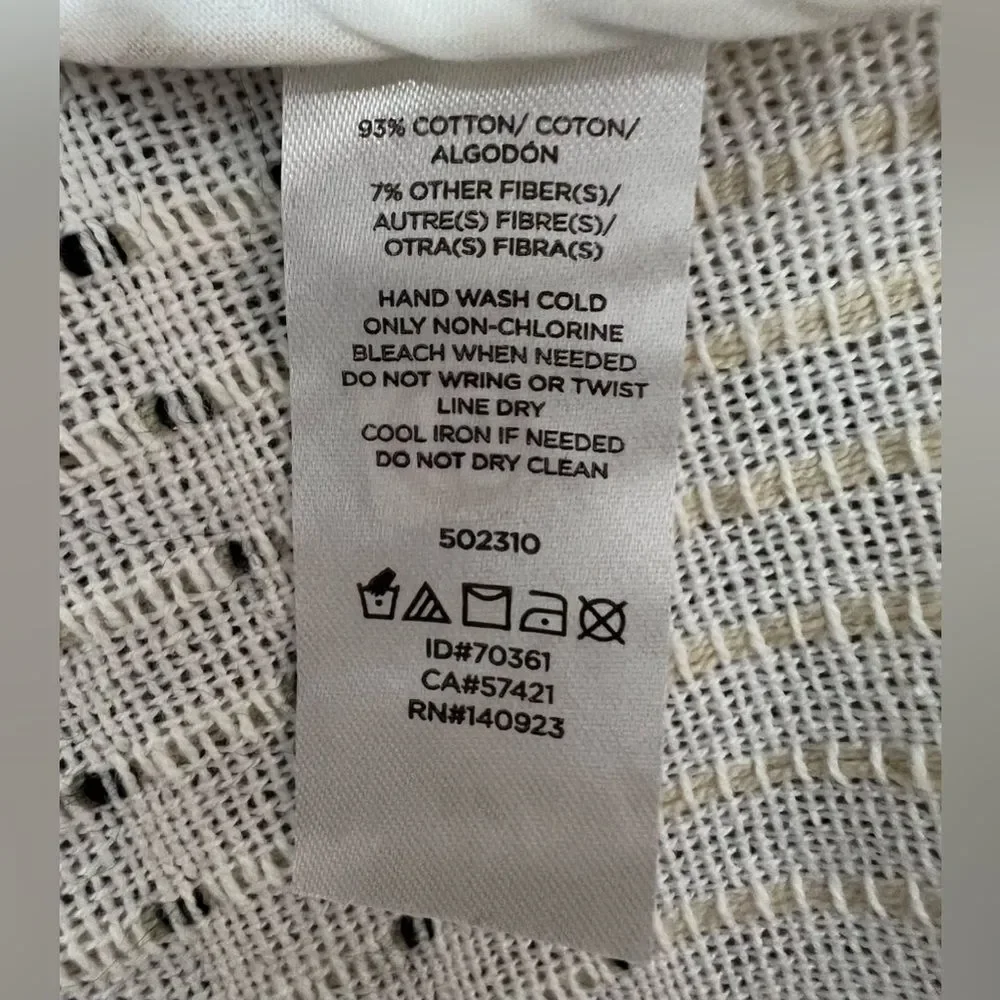 93% COTTON/ COTON/
ALGODÓN
7% OTHER FIBER(S)/
AUTRE(S) FIBRE(S)/
OTRA(S) FIBRA(S)
HAND WASH COLD
ONLY NON-CHLORINE
BLEACH WHEN NEEDED
DO NOT WRING OR TWIST
LINE DRY
COOL IRON IF NEEDED
DO NOT DRY CLEAN
502310
ID#70361
CA#57421
RN#140923